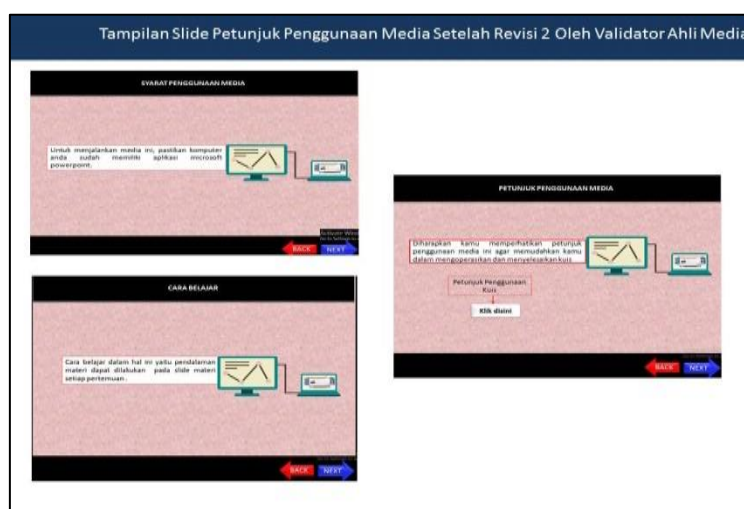 Tampilan Slide Petunjuk Penggunaan Media Setelah Revisi 2 Oleh Validator Ahli Media
SYARAT PENGGUNAAN MEDIA
Untuk menjalankan media ini, pastikan komputer
anda sudah memiliki aplikasi microsoft
powerpoint.
BACK NEXT
CARA BELAJAR
Cara belajar dalam hal ini yaitu pendalaman
materi dapat dilakukan pada slide materi
setiap pertemuan.
BACK NEXT
PETUNJUK PENGGUNAAN MEDIA
Diharapkan kamu memperhatikan petunjuk
penggunaan media ini agar memudahkan kamu
dalam mengoperasikan dan menyelesaikan kuis
Petunjuk Penggunaan
Kuis
Klik disini
BACK NEXT